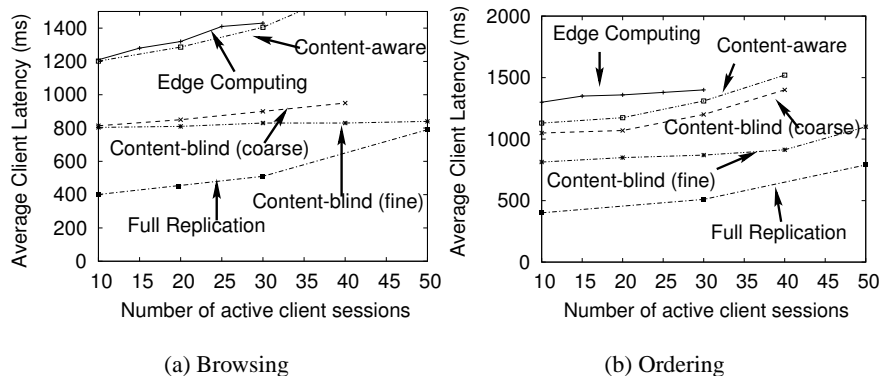 1400
1200
1000
800
600
400
200
0
Average Client Latency (ms)
Content-aware
Edge Computing
Content-blind (coarse)
Content-blind (fine)
Full Replication
10 15 20 25 30 35 40 45 50
Number of active client sessions
(a) Browsing
2000
1500
1000
500
0
Average Client Latency (ms)
Edge Computing
Content-aware
Content-blind (coarse)
Content-blind (fine)
Full Replication
10 15 20 25 30 35 40 45 50
Number of active client sessions
(b) Ordering